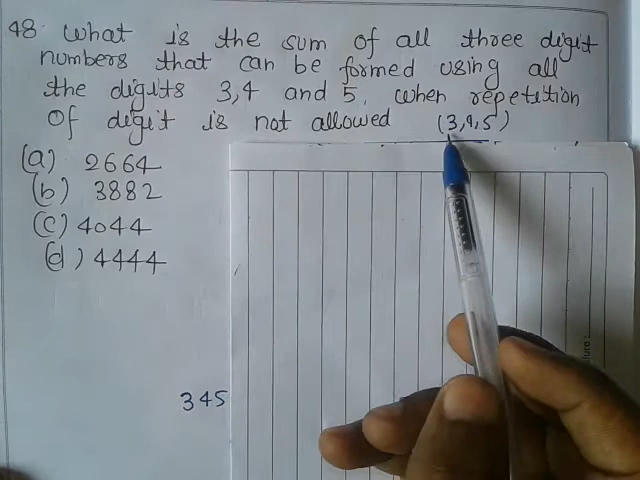 48. What is the sum of all three digit
numbers that can be formed using all
the digits 3,4 and 5, when repetition
of digit is not allowed (3,4,5)
(a) 2664
(b) 3882
(c) 4044
(d) 4444
345